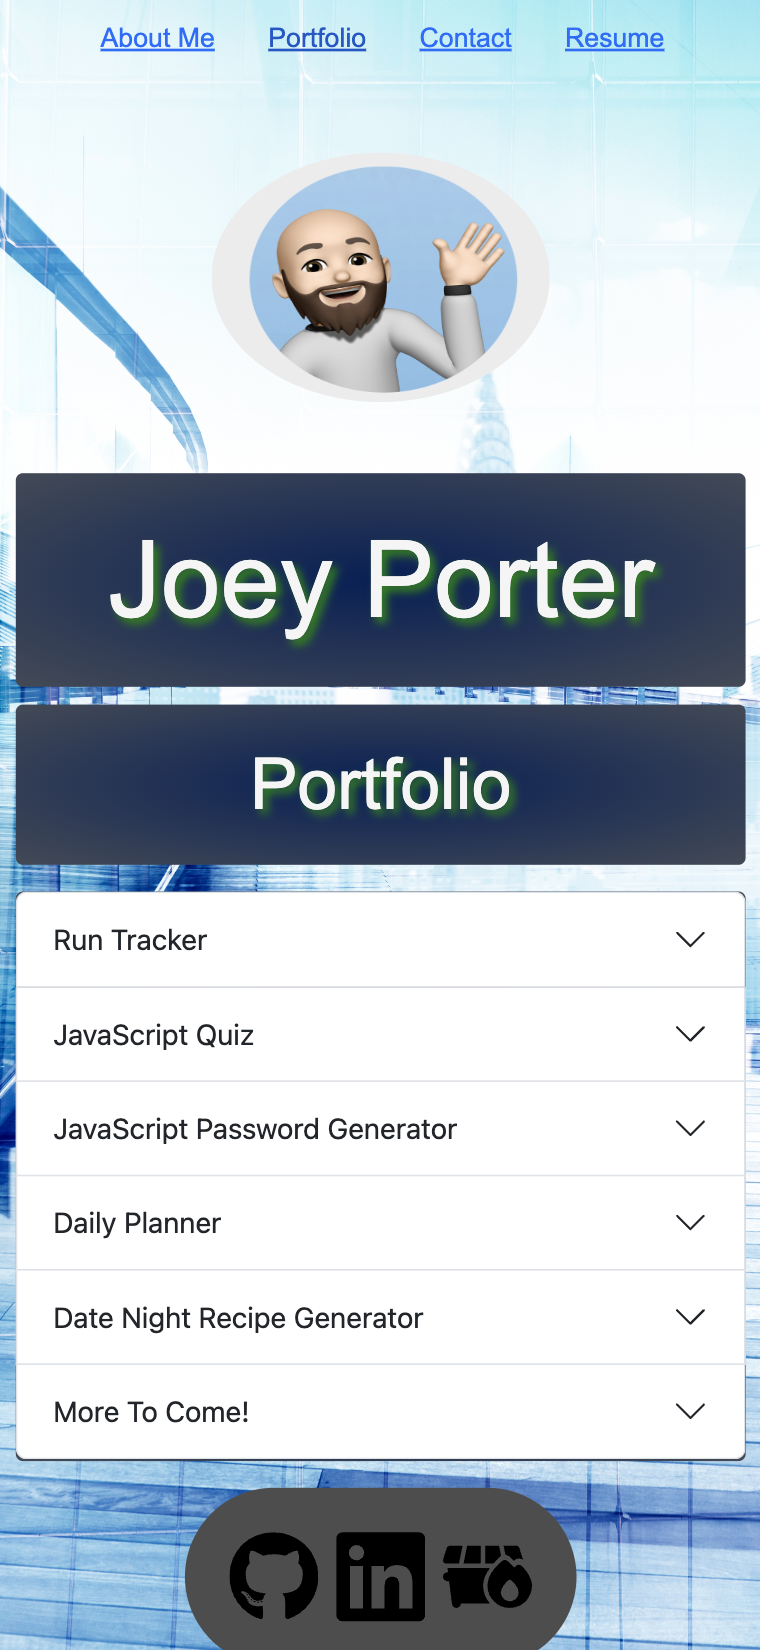 About Me Portfolio Contact Resume
Joey Porter
Portfolio
Run Tracker
JavaScript Quiz
JavaScript Password Generator
Daily Planner
Date Night Recipe Generator
More To Come!
in